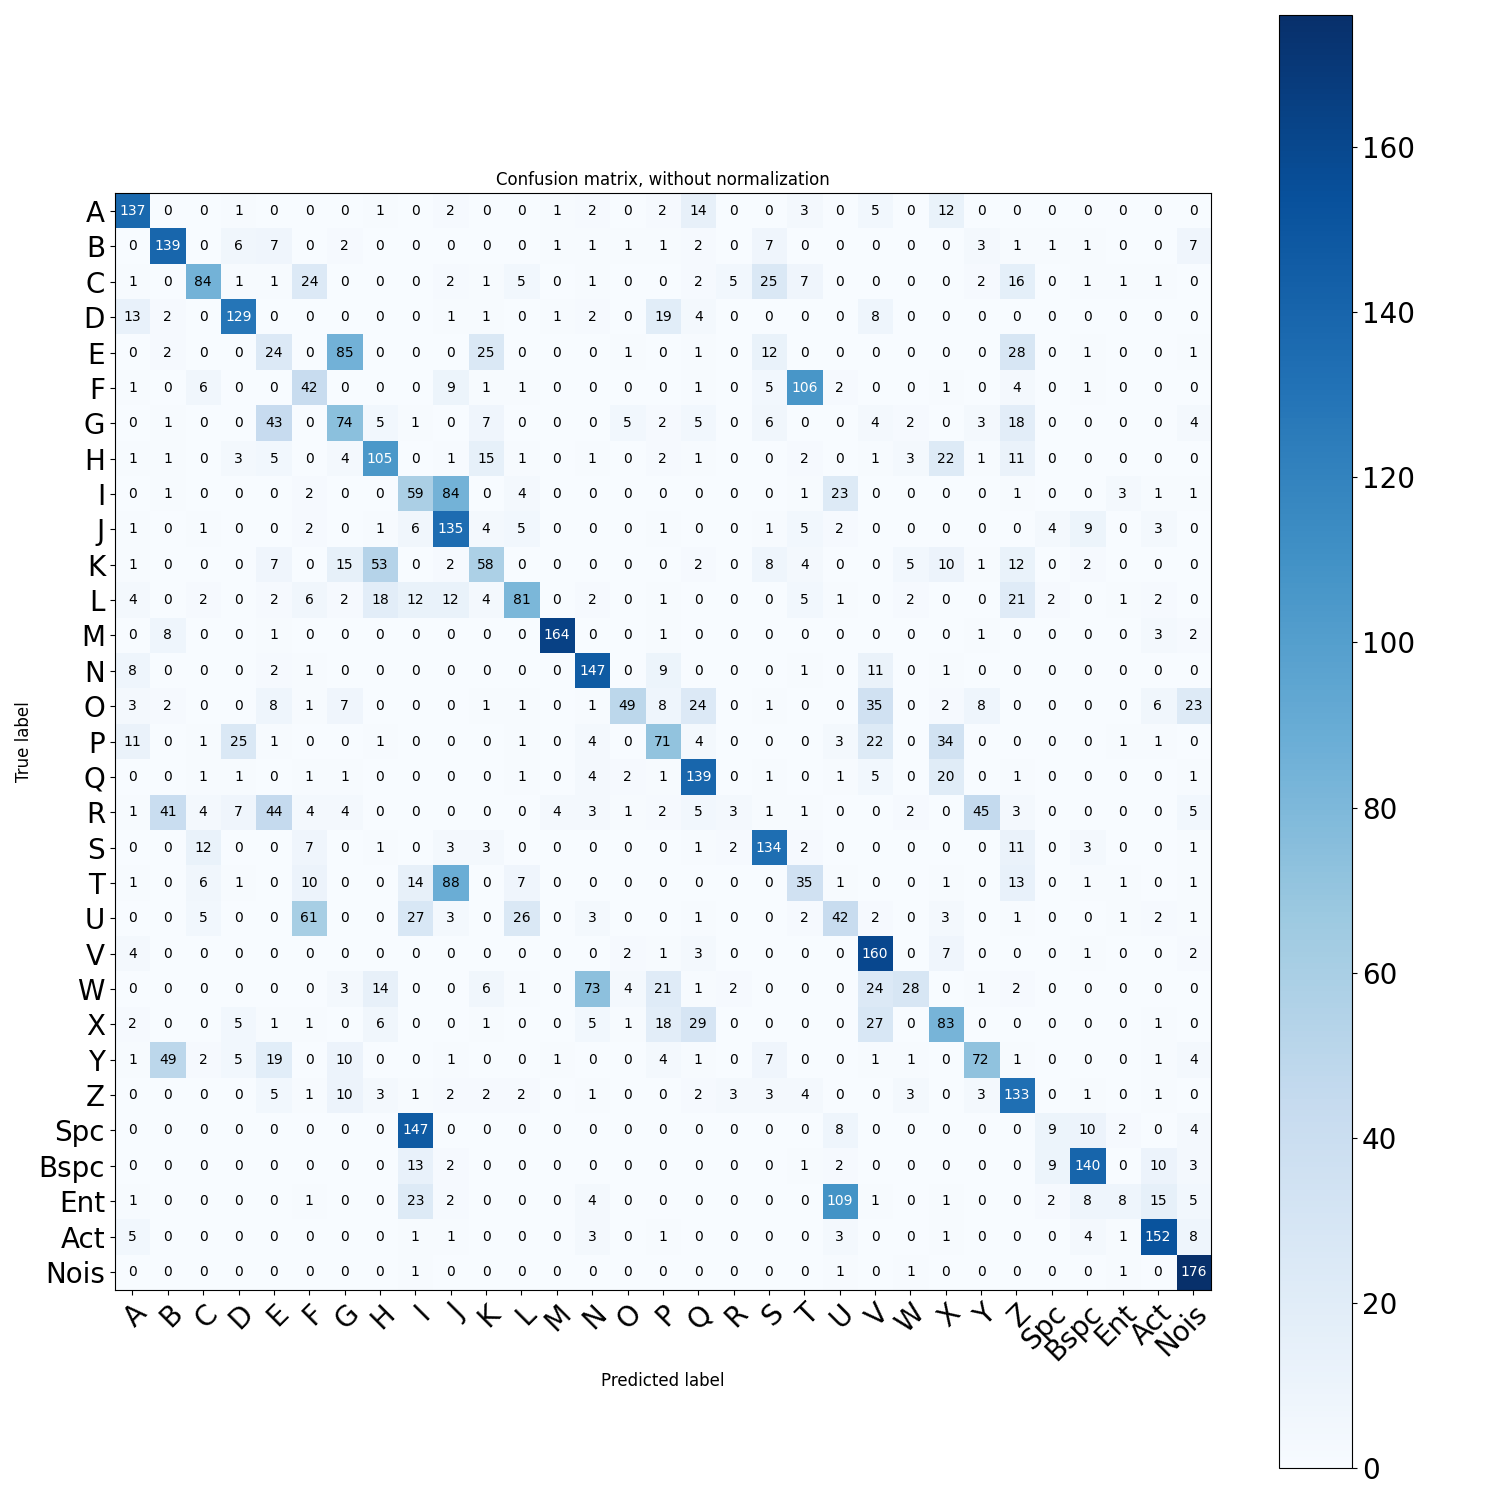 Confusion matrix, without normalization
A 137 0 0 1 0 0 0 1 0 2 0 0 1 2 0 2 14 0 0 3 0 5 0 12 0 0 0 0 0 0 0
B 0 139 0 6 7 0 2 0 0 0 0 0 1 1 1 1 2 0 7 0 0 0 0 0 3 1 1 1 0 0 7
C 1 0 84 1 1 24 0 0 0 2 1 5 0 1 0 0 2 5 25 7 0 0 0 0 2 16 0 1 1 1 0
D 13 2 0 129 0 0 0 0 0 1 1 0 1 2 0 19 4 0 0 0 0 8 0 0 0 0 0 0 0 0 0
E 0 2 0 0 24 0 85 0 0 0 25 0 0 0 1 0 1 0 12 0 0 0 0 0 0 28 0 1 0 0 1
F 1 0 6 0 0 42 0 0 0 9 1 1 0 0 0 0 1 0 5 106 2 0 0 1 0 4 0 1 0 0 0
G 0 1 0 0 43 0 74 5 1 0 7 0 0 0 5 2 5 0 6 0 0 4 2 0 3 18 0 0 0 0 4
H 1 1 0 3 5 0 4 105 0 1 15 1 0 1 0 2 1 0 0 2 0 1 3 22 1 11 0 0 0 0 0
I 0 1 0 0 0 2 0 0 59 84 0 4 0 0 0 0 0 0 0 1 23 0 0 0 0 1 0 0 3 1 1
J 1 0 1 0 0 2 0 1 6 135 4 5 0 0 0 1 0 0 1 5 2 0 0 0 0 0 4 9 0 3 0
K 1 0 0 0 7 0 15 53 0 2 58 0 0 0 0 0 2 0 8 4 0 0 5 10 1 12 0 2 0 0 0
L 4 0 2 0 2 6 2 18 12 12 4 81 0 2 0 1 0 0 0 5 1 0 2 0 0 21 2 0 1 2 0
M 0 8 0 0 1 0 0 0 0 0 0 0 164 0 0 1 0 0 0 0 0 0 0 0 1 0 0 0 0 3 2
N 8 0 0 0 2 1 0 0 0 0 0 0 0 147 0 9 0 0 0 1 0 11 0 1 0 0 0 0 0 0 0
O 3 2 0 0 8 1 7 0 0 0 1 1 0 1 49 8 24 0 1 0 0 35 0 2 8 0 0 0 0 6 23
P 11 0 1 25 1 0 0 1 0 0 0 1 0 4 0 71 4 0 0 0 3 22 0 34 0 0 0 0 1 1 0
Q 0 0 1 1 0 1 1 0 0 0 0 1 0 4 2 1 139 0 1 0 1 5 0 20 0 1 0 0 0 0 1
R 1 41 4 7 44 4 4 0 0 0 0 0 4 3 1 2 5 3 1 1 0 0 2 0 45 3 0 0 0 0 5
S 0 0 12 0 0 7 0 1 0 3 3 0 0 0 0 0 1 2 134 2 0 0 0 0 0 11 0 3 0 0 1
T 1 0 6 1 0 10 0 0 14 88 0 7 0 0 0 0 0 0 0 35 1 0 0 1 0 13 0 1 1 0 1
U 0 0 5 0 0 61 0 0 27 3 0 26 0 3 0 0 1 0 0 2 42 2 0 3 0 1 0 0 1 2 1
V 4 0 0 0 0 0 0 0 0 0 0 0 0 0 2 1 3 0 0 0 0 160 0 7 0 0 0 1 0 0 2
W 0 0 0 0 0 0 3 14 0 0 6 1 0 73 4 21 1 2 0 0 0 24 28 0 1 2 0 0 0 0 0
X 2 0 0 5 1 1 0 6 0 0 1 0 0 5 1 18 29 0 0 0 0 27 0 83 0 0 0 0 0 1 0
Y 1 49 2 5 19 0 10 0 0 1 0 0 1 0 0 4 1 0 7 0 0 1 1 0 72 1 0 0 0 1 4
Z 0 0 0 0 5 1 10 3 1 2 2 2 0 1 0 0 2 3 3 4 0 0 3 0 3 133 0 1 0 1 0
Spc 0 0 0 0 0 0 0 0 147 0 0 0 0 0 0 0 0 0 0 0 8 0 0 0 0 0 9 10 2 0 4
Bspc 0 0 0 0 0 0 0 0 13 2 0 0 0 0 0 0 0 0 0 1 2 0 0 0 0 0 9 140 0 10 3
Ent 1 0 0 0 0 1 0 0 23 2 0 0 0 4 0 0 0 0 0 0 109 1 0 1 0 0 2 8 8 15 5
Act 5 0 0 0 0 0 0 0 1 1 0 0 0 3 0 1 0 0 0 0 3 0 0 1 0 0 0 4 1 152 8
Nois 0 0 0 0 0 0 0 0 1 0 0 0 0 0 0 0 0 0 0 0 1 0 1 0 0 0 0 0 1 0 176
A B C D E F G H I J K L M N O P Q R S T U V W X Y Z Spc Bspc Ent Act Nois
True label
Predicted label
160
140
120
100
80
60
40
20
0